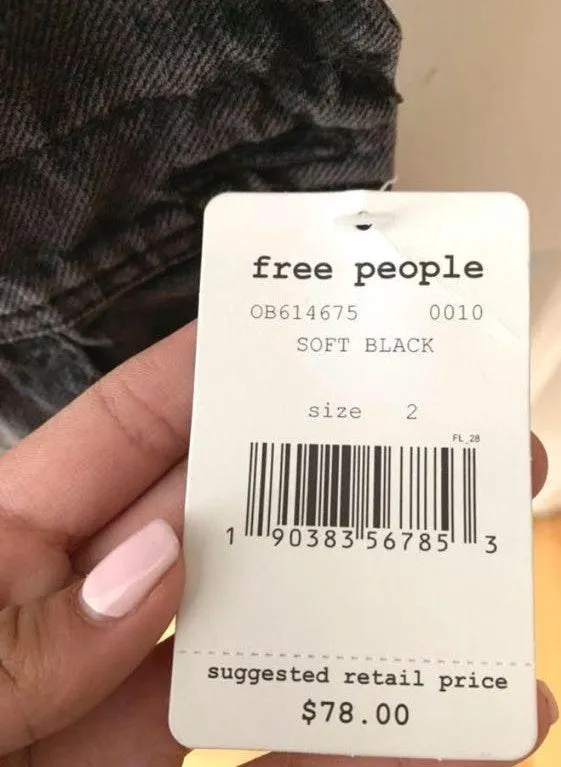 free people
OB614675 0010
SOFT BLACK
size 2
FL_28
1 90383 56785 3
suggested retail price
$78.00